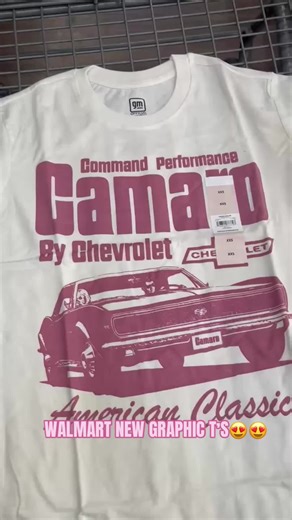 gm
Command Performance
Camaro
By Chevrolet
CHEVROLET
Camaro
American Classic
WALMART NEW GRAPHIC T'S😍😍